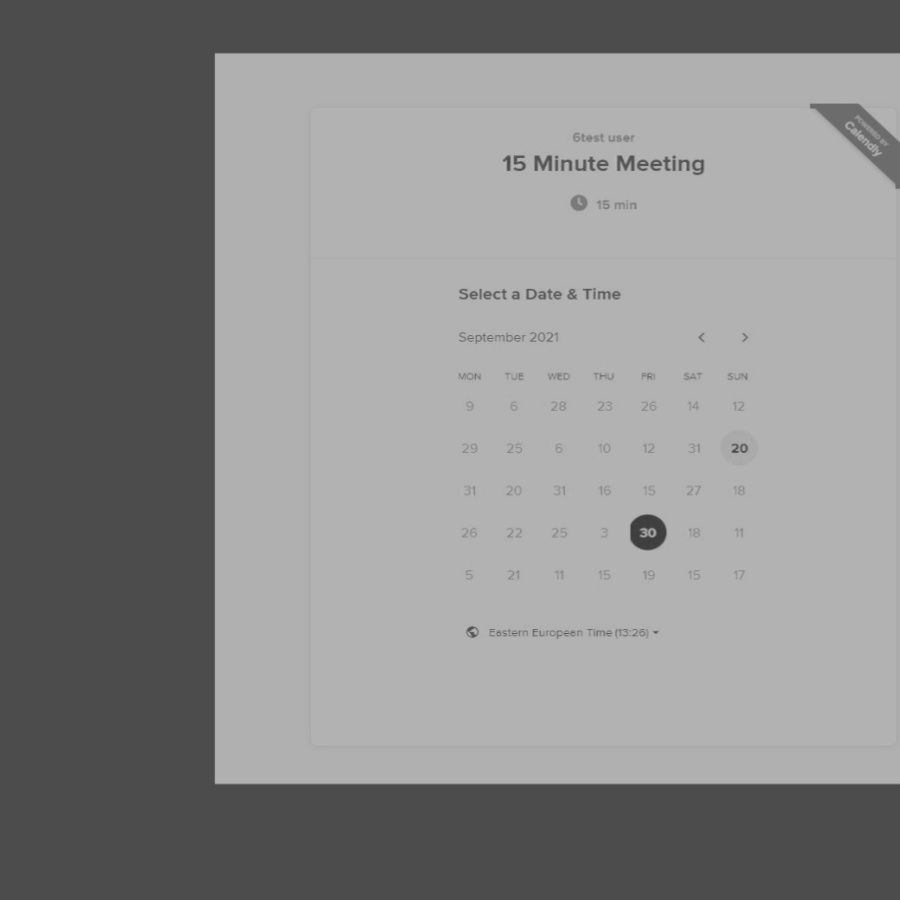 POWERED BY
Calendly
6test user
15 Minute Meeting
15 min
Select a Date & Time
September 2021
MON TUE WED THU FRI SAT SUN
9 6 28 23 26 14 12
29 25 6 10 12 31 20
31 20 31 16 15 27 18
26 22 25 3 30 18 11
5 21 11 15 19 15 17
Eastern European Time (13:26)